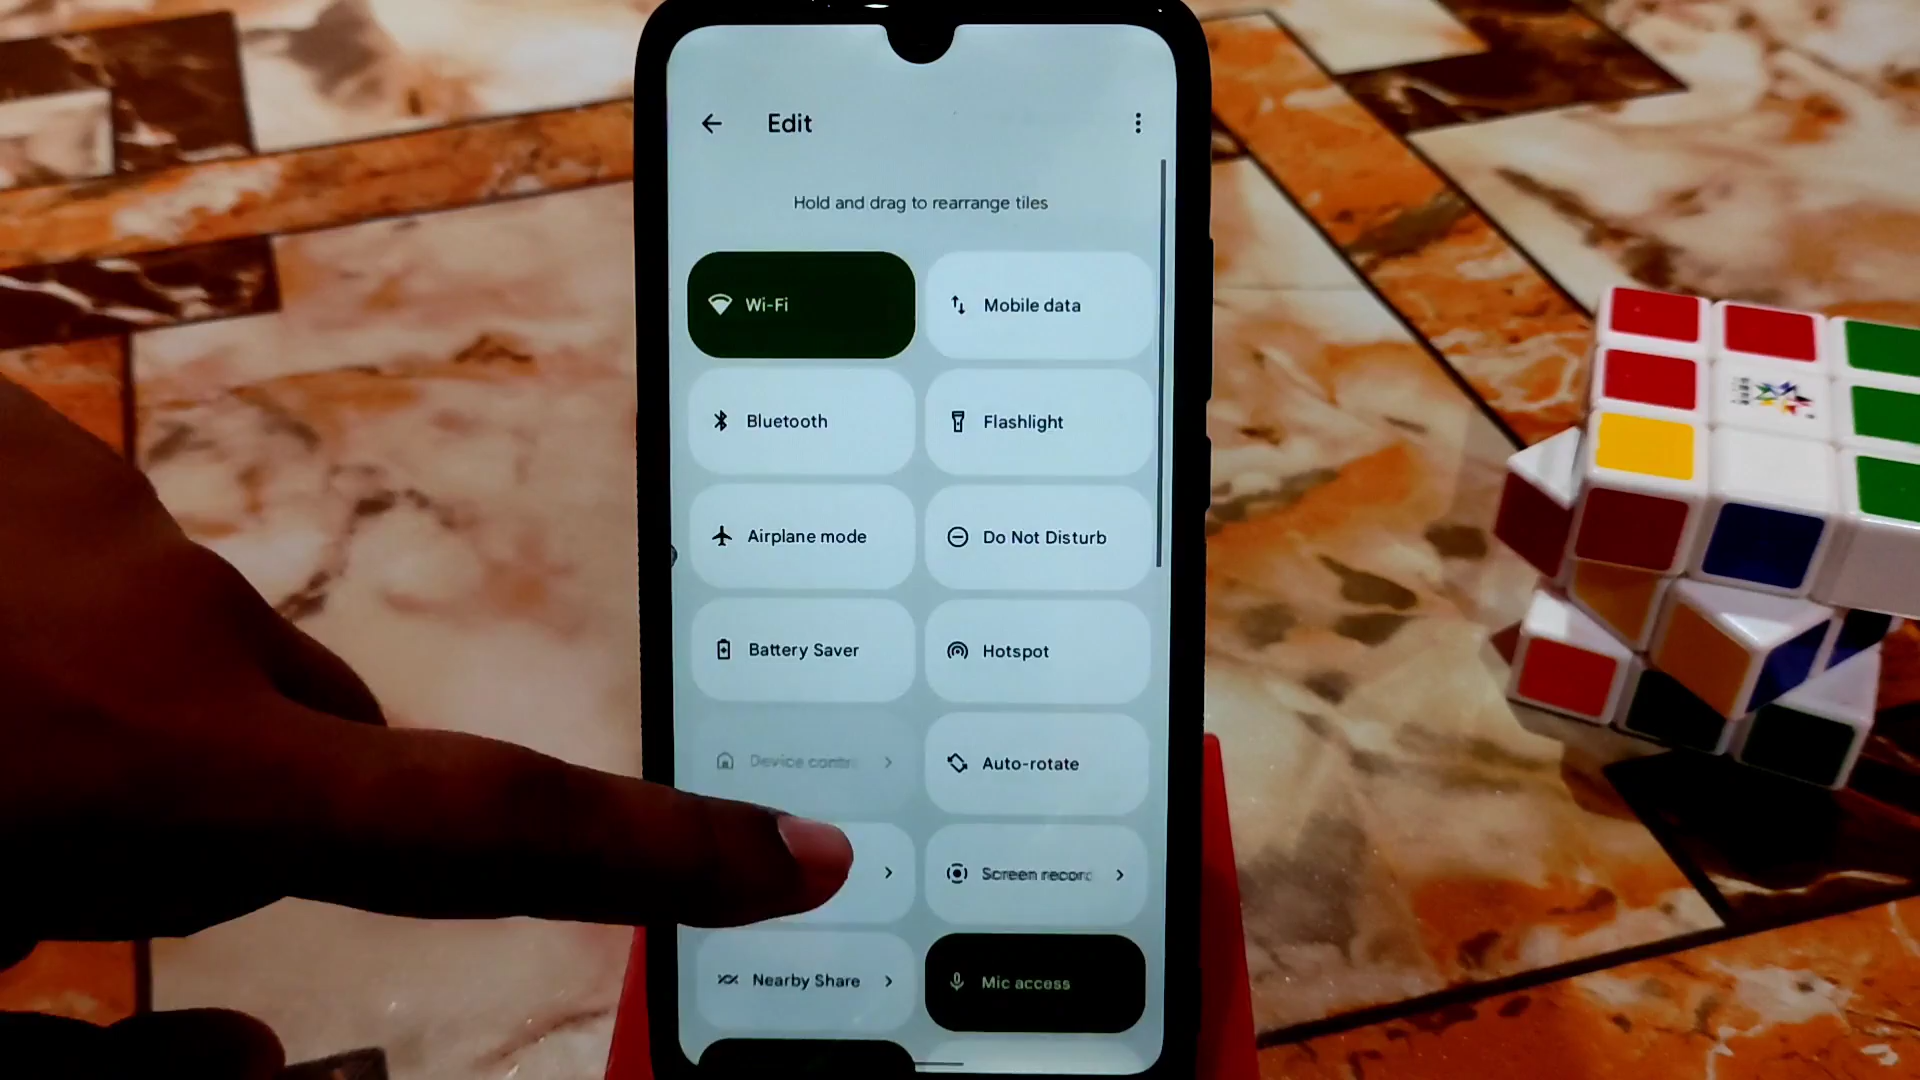 Edit
Hold and drag to rearrange tiles
Wi-Fi
Mobile data
Bluetooth
Flashlight
Airplane mode
Do Not Disturb
Battery Saver
Hotspot
Device contr
Auto-rotate
Screen recor
Nearby Share
Mic access